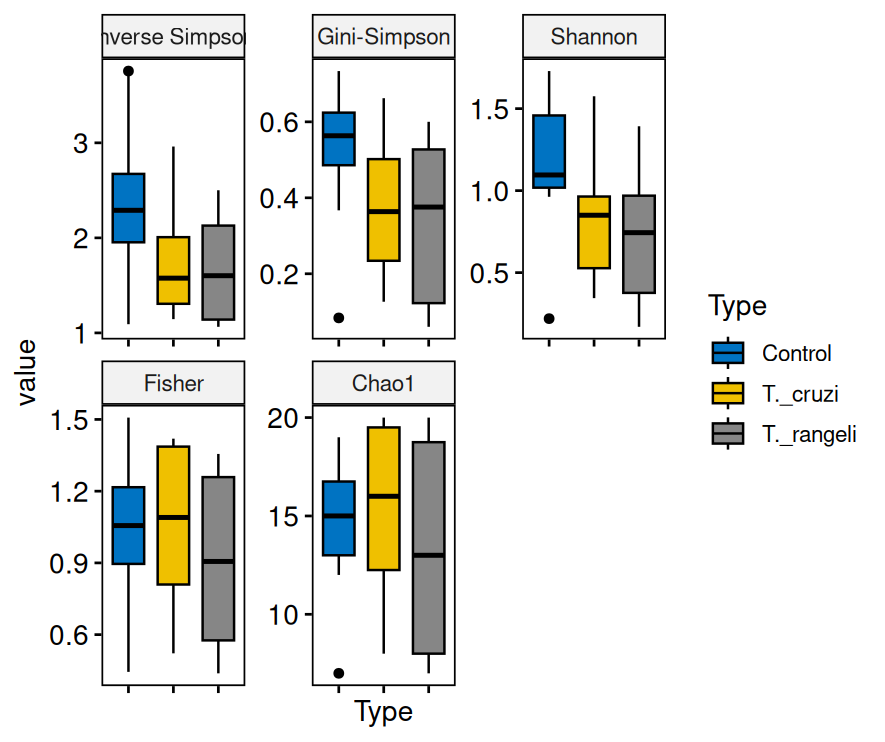 nverse Simpso
Gini-Simpson
Shannon
3
2
1
0.6
0.4
0.2
1.5
1.0
0.5
value
Fisher
Chao1
1.5
1.2
0.9
0.6
20
15
10
Type
Type
Control
T._cruzi
T._rangeli